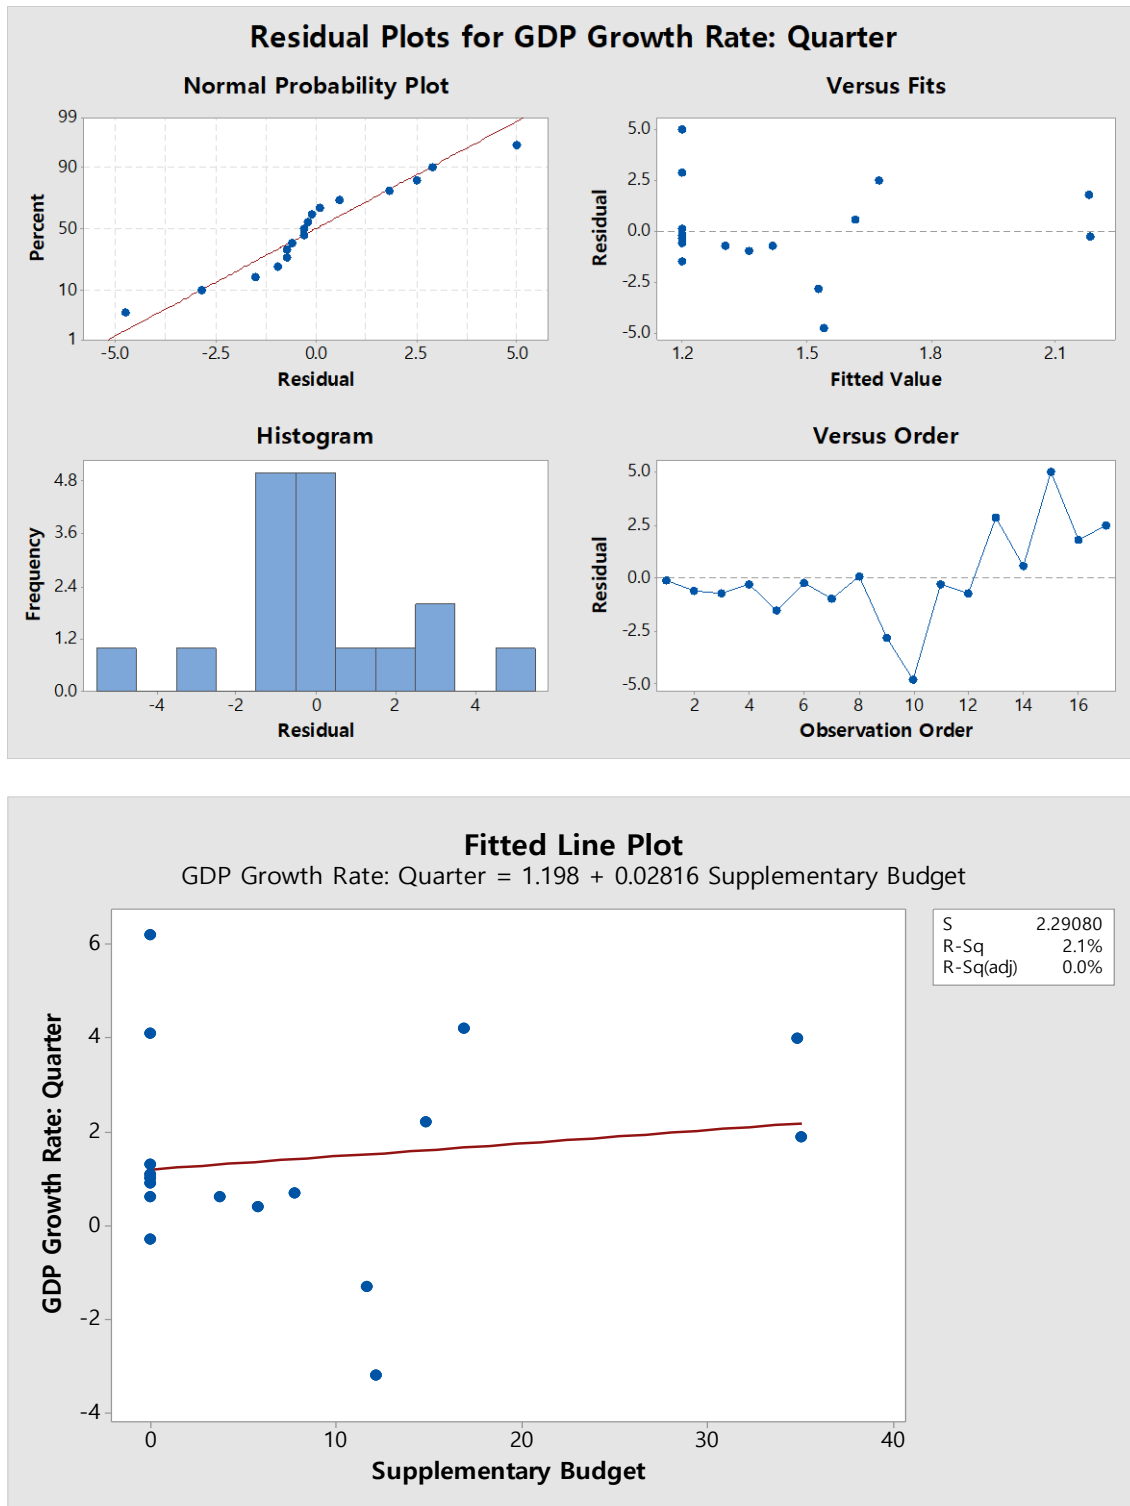 Residual Plots for GDP Growth Rate: Quarter
Normal Probability Plot
99
90
50
10
1
Percent
-5.0 -2.5 0.0 2.5 5.0
Residual
Versus Fits
5.0
2.5
0.0
-2.5
-5.0
Residual
1.2 1.5 1.8 2.1
Fitted Value
Histogram
4.8
3.6
2.4
1.2
0.0
Frequency
-4 -2 0 2 4
Residual
Versus Order
5.0
2.5
0.0
-2.5
-5.0
Residual
2 4 6 8 10 12 14 16
Observation Order
Fitted Line Plot
GDP Growth Rate: Quarter = 1.198 + 0.02816 Supplementary Budget
S 2.29080
R-Sq 2.1%
R-Sq(adj) 0.0%
6
4
2
0
-2
-4
GDP Growth Rate: Quarter
0 10 20 30 40
Supplementary Budget